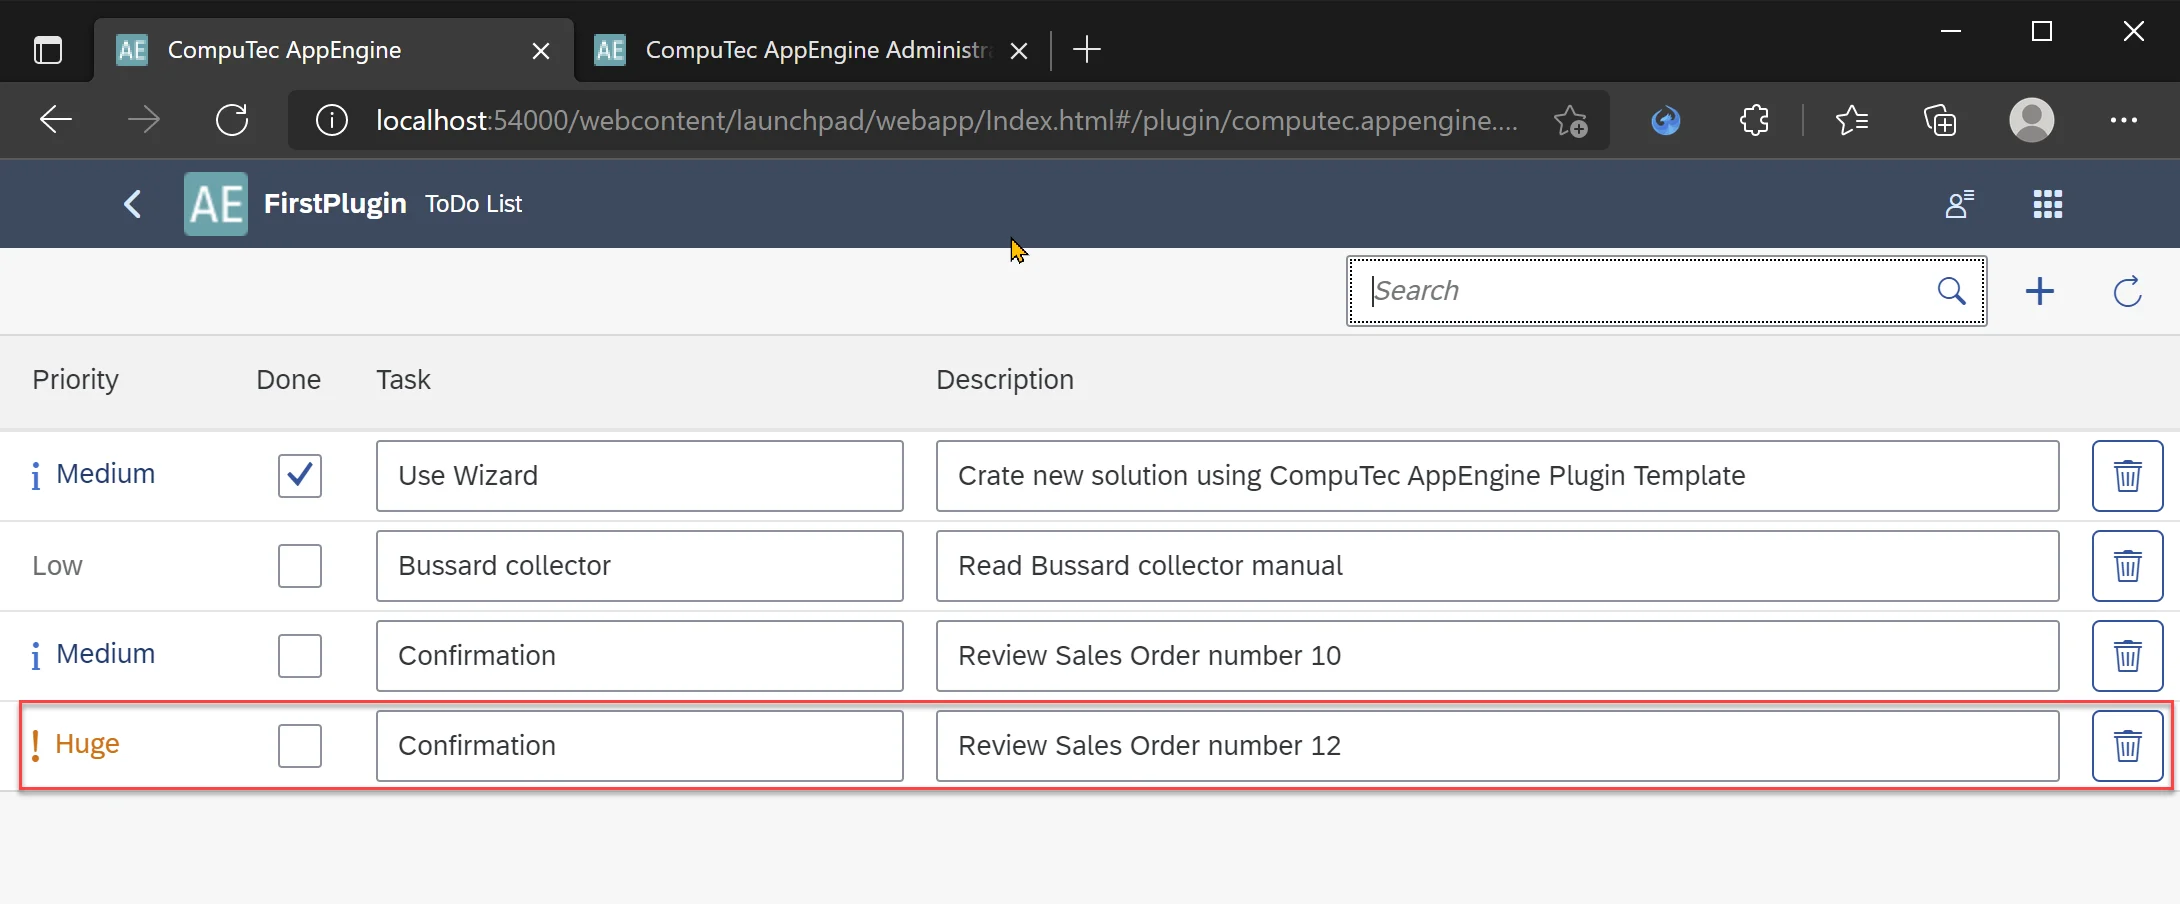 AE CompuTec AppEngine
AE CompuTec AppEngine Administra
localhost:54000/webcontent/launchpad/webapp/Index.html#/plugin/computec.appengine....
AE FirstPlugin ToDo List
Search
Priority Done Task Description
Medium Use Wizard Crate new solution using CompuTec AppEngine Plugin Template
Low Bussard collector Read Bussard collector manual
Medium Confirmation Review Sales Order number 10
! Huge Confirmation Review Sales Order number 12